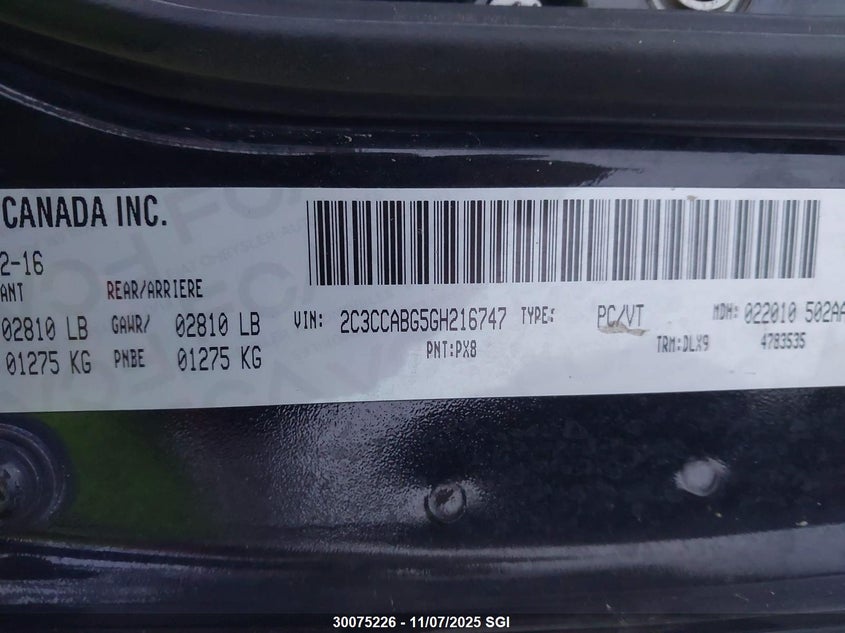 CANADA INC.
2-16
ANT REAR/ARRIERE
02810 LB GAWR/ 02810 LB VIN: 2C3CCABG5GH216747 TYPE: PC/VT MDH: 022010 502AA
01275 KG PNBE 01275 KG PNT:PX8 TRM:DLX9 4783535
30075226 - 11/07/2025 SGI